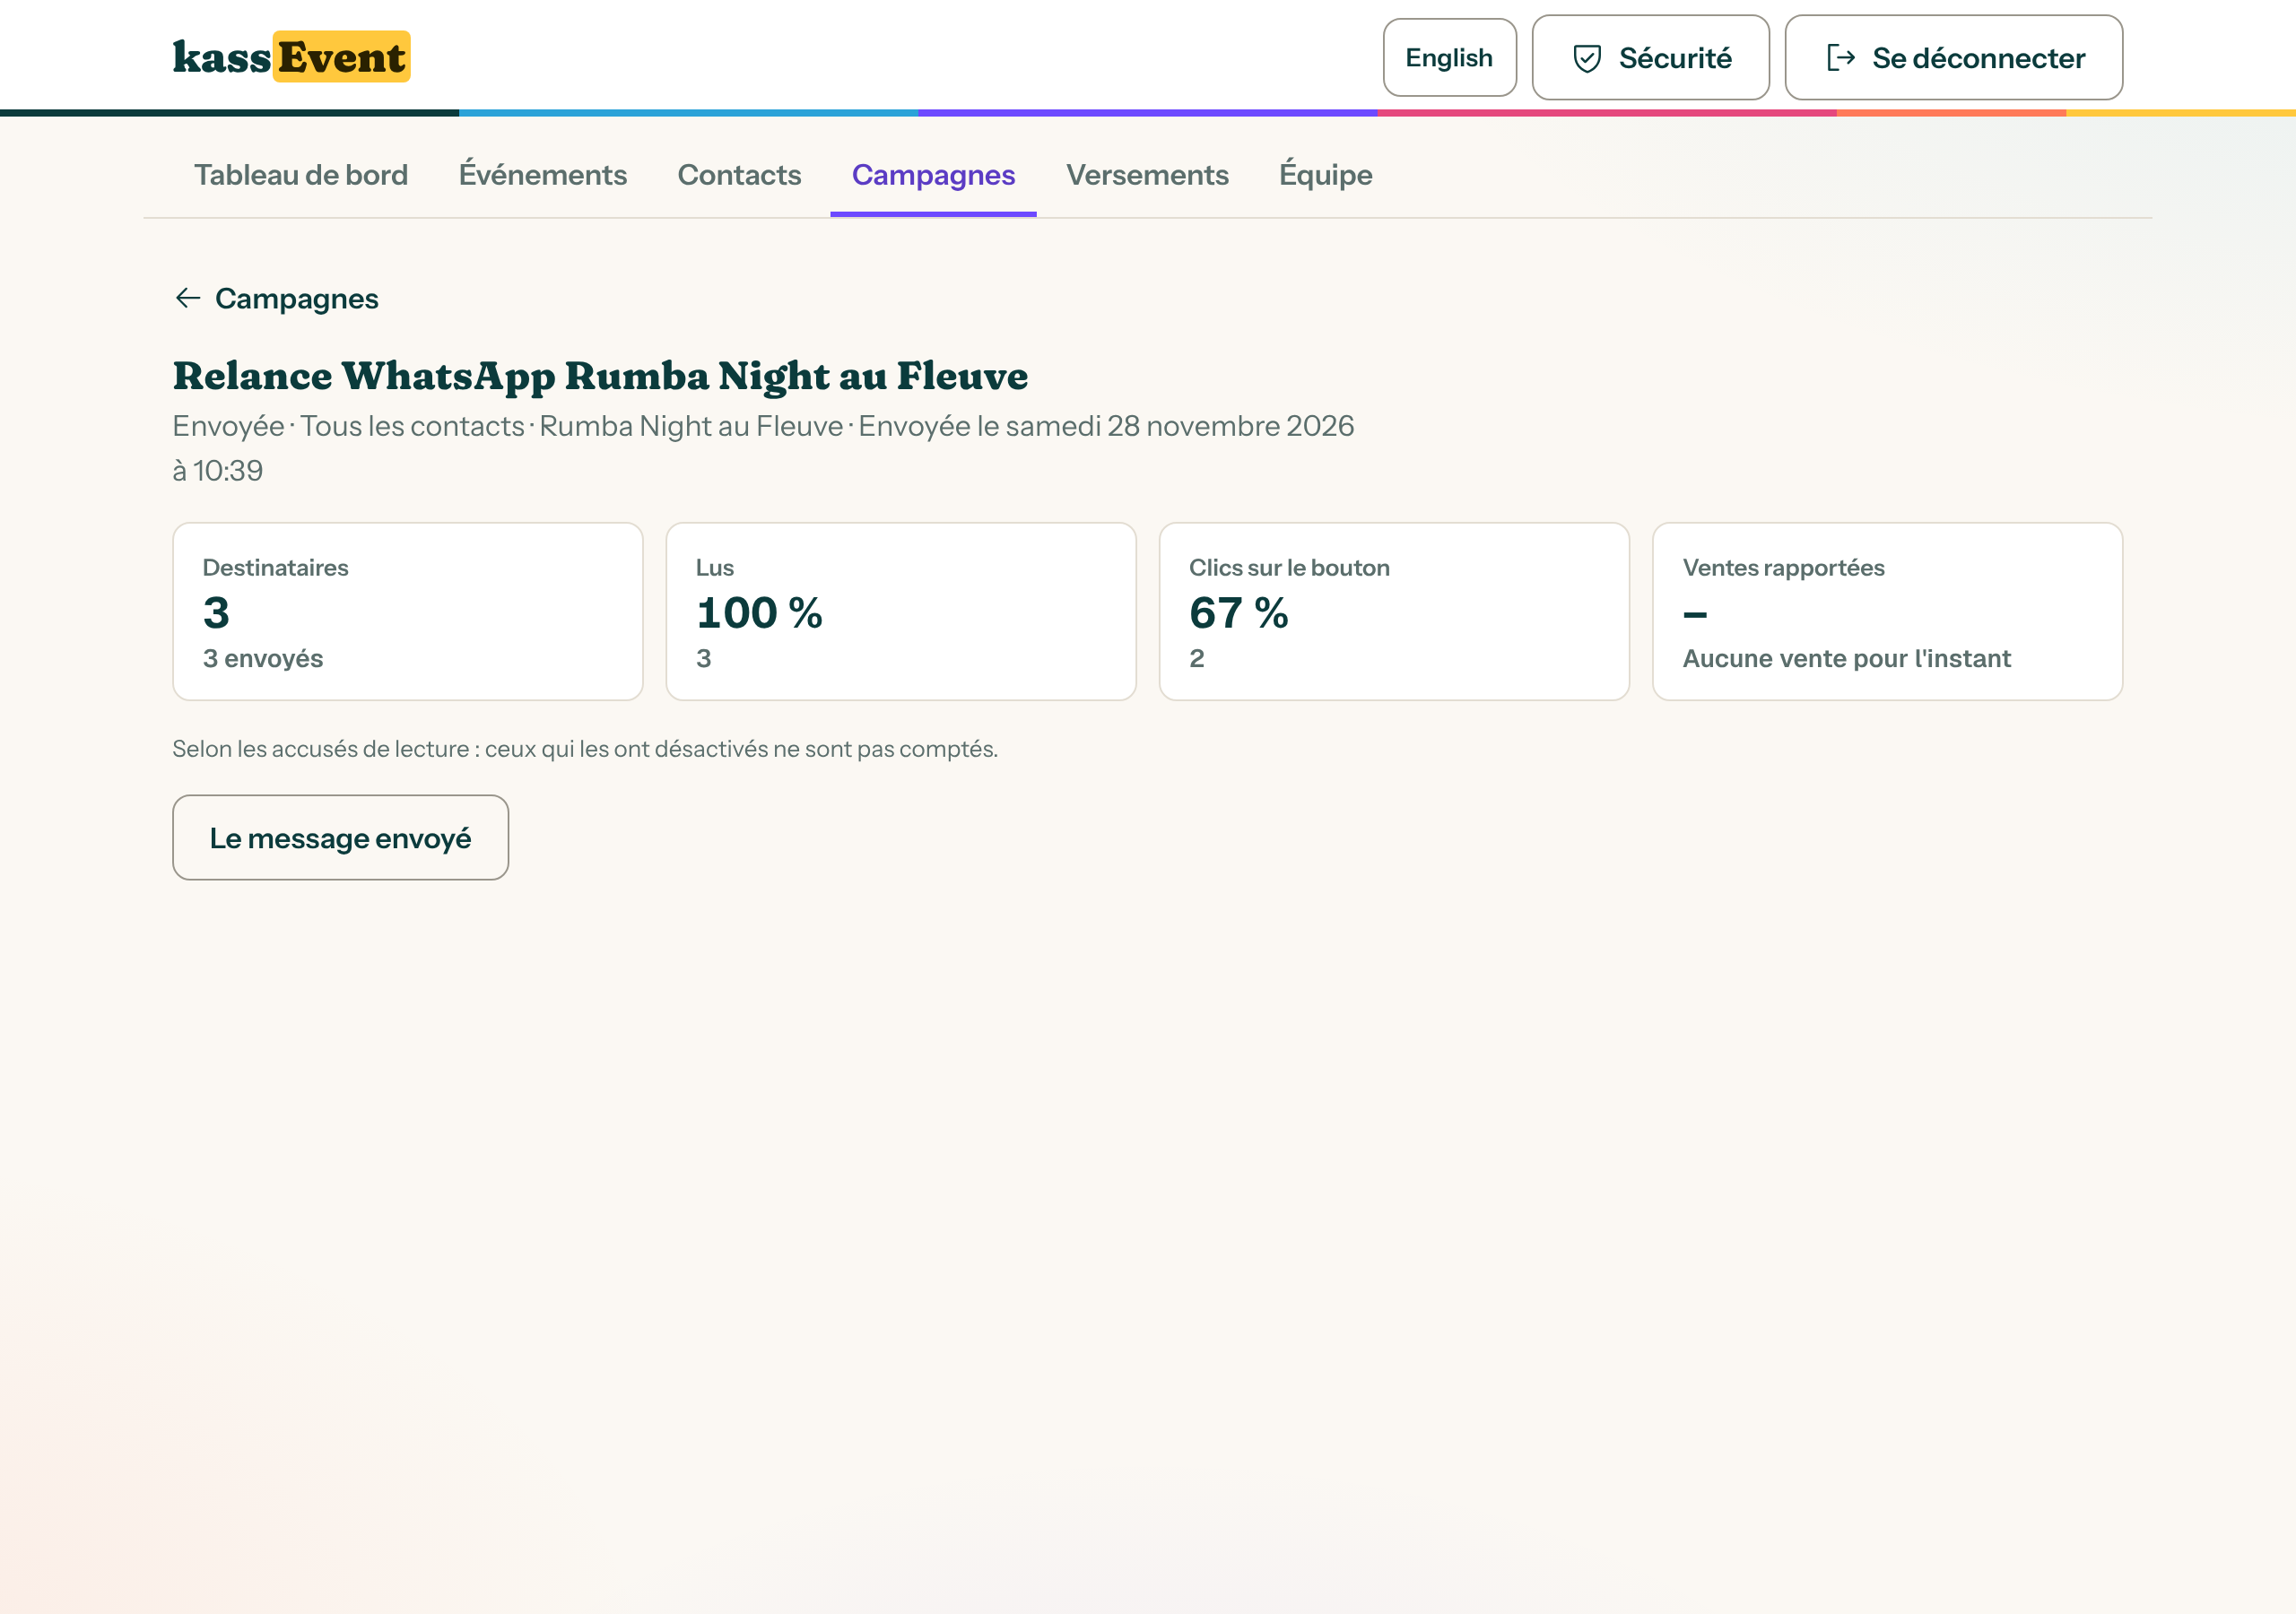 kassEvent
English
Sécurité
Se déconnecter
Tableau de bord
Événements
Contacts
Campagnes
Versements
Équipe
← Campagnes
Relance WhatsApp Rumba Night au Fleuve
Envoyée · Tous les contacts · Rumba Night au Fleuve · Envoyée le samedi 28 novembre 2026
à 10:39
Destinataires
3
3 envoyés
Lus
100 %
3
Clics sur le bouton
67 %
2
Ventes rapportées
–
Aucune vente pour l'instant
Selon les accusés de lecture : ceux qui les ont désactivés ne sont pas comptés.
Le message envoyé